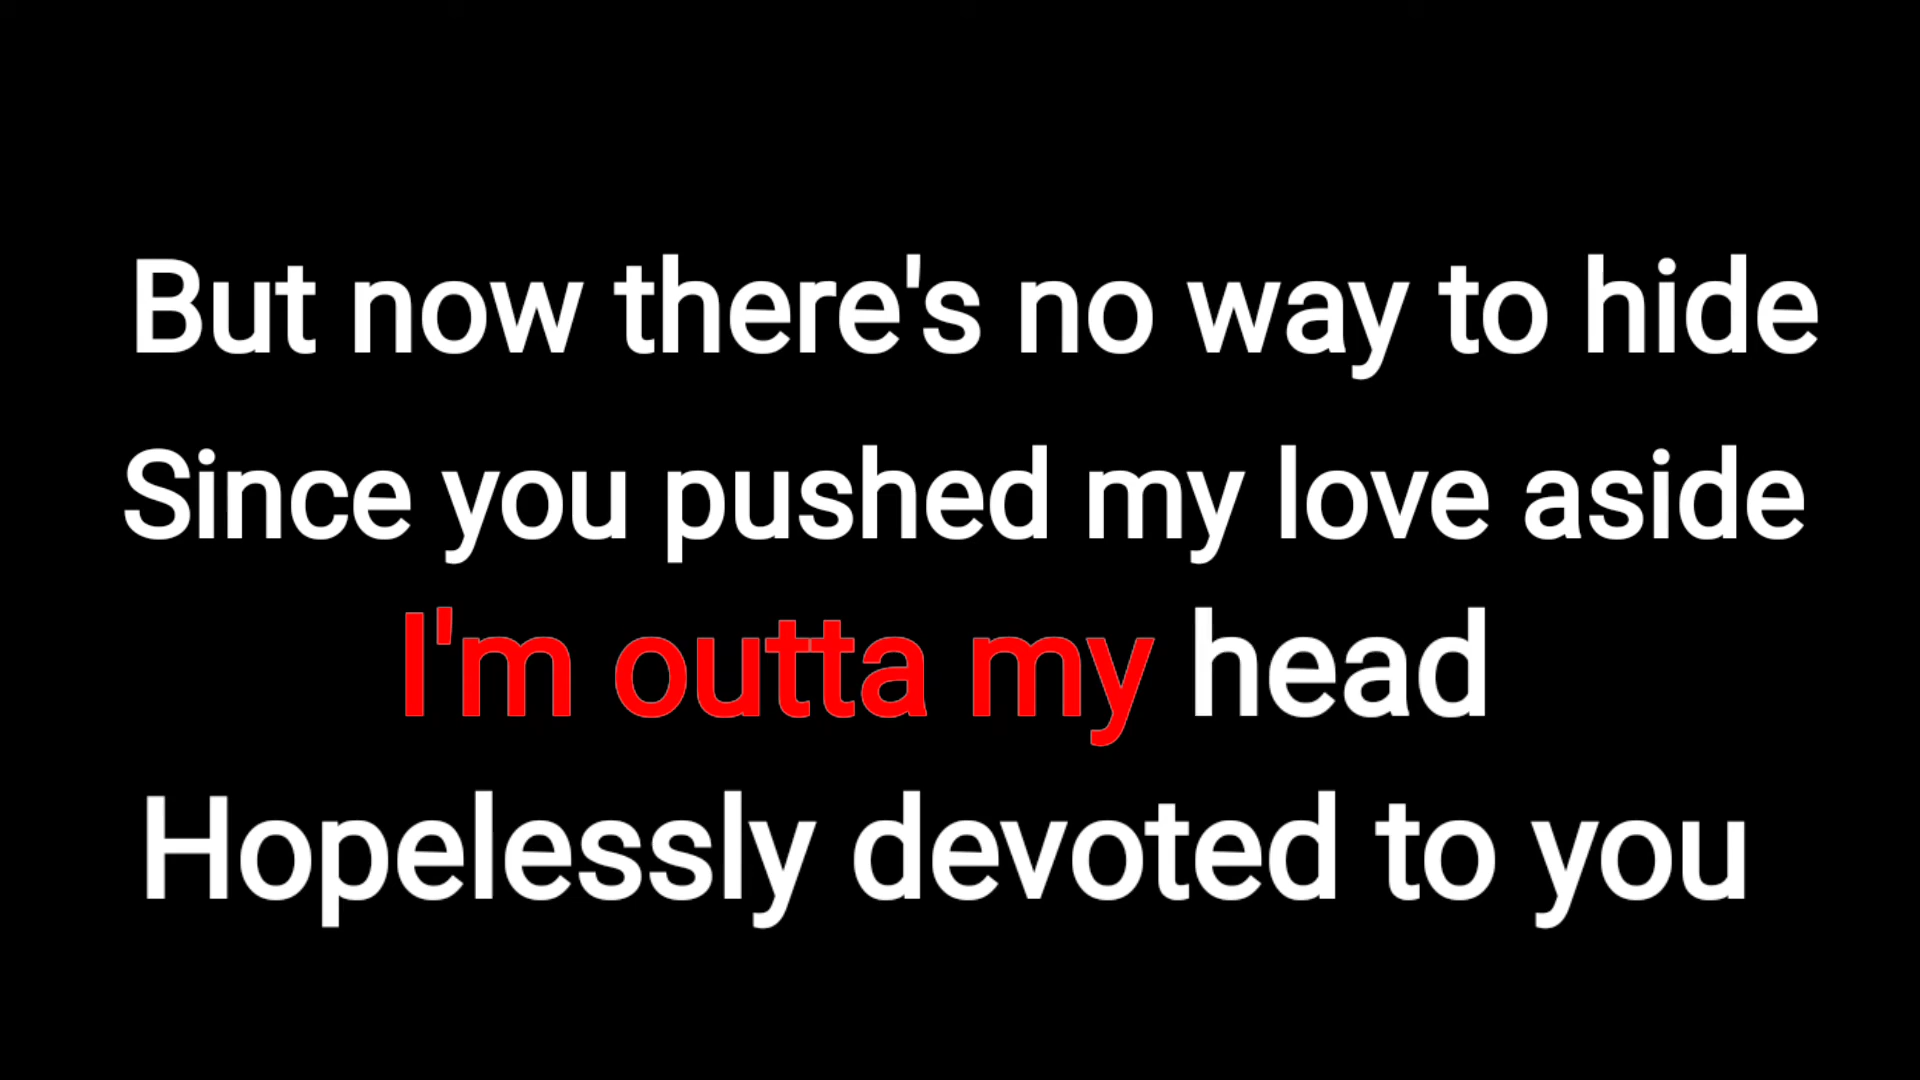 But now there's no way to hide
Since you pushed my love aside
I'm outta my head
Hopelessly devoted to you